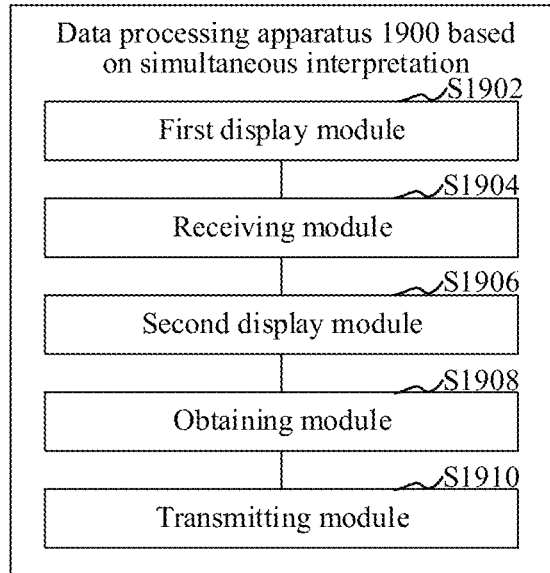 Data processing apparatus 1900 based
on simultaneous interpretation
S1902
First display module
S1904
Receiving module
S1906
Second display module
S1908
Obtaining module
S1910
Transmitting module